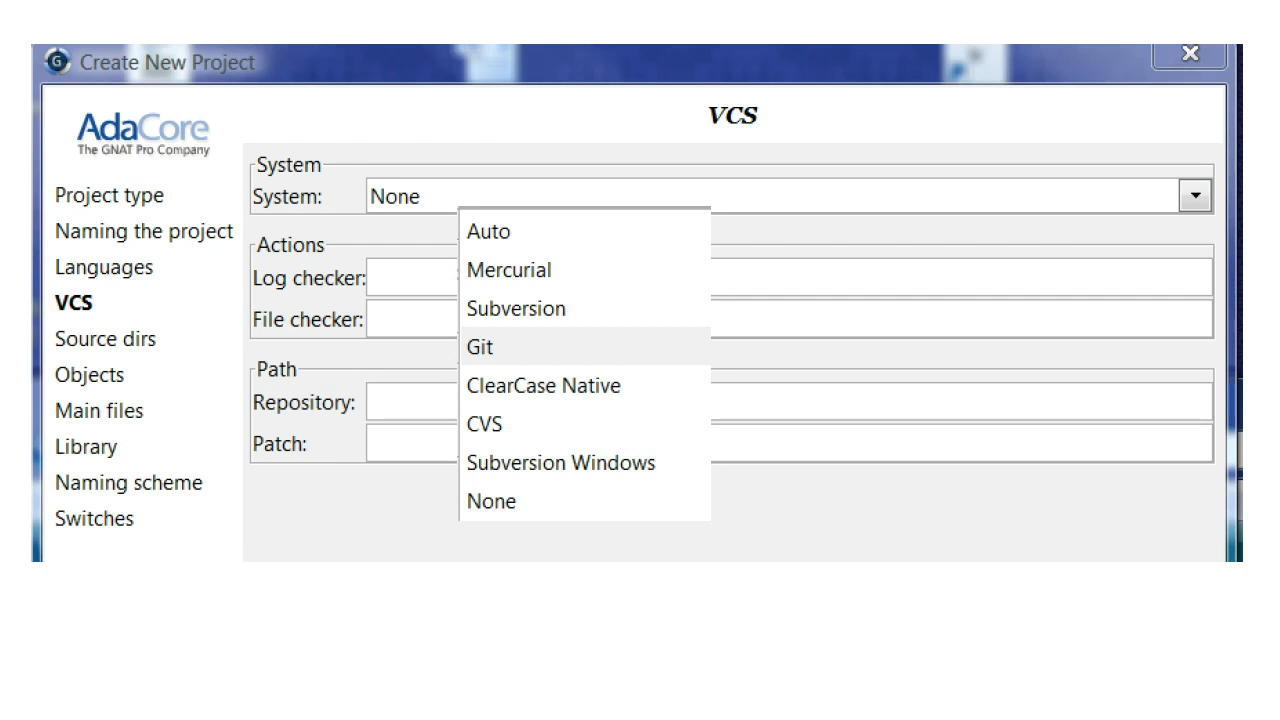 Create New Project
AdaCore
The GNAT Pro Company
VCS
Project type
Naming the project
Languages
VCS
Source dirs
Objects
Main files
Library
Naming scheme
Switches
System
System: None
Actions
Log checker:
File checker:
Path
Repository:
Patch:
Auto
Mercurial
Subversion
Git
ClearCase Native
CVS
Subversion Windows
None